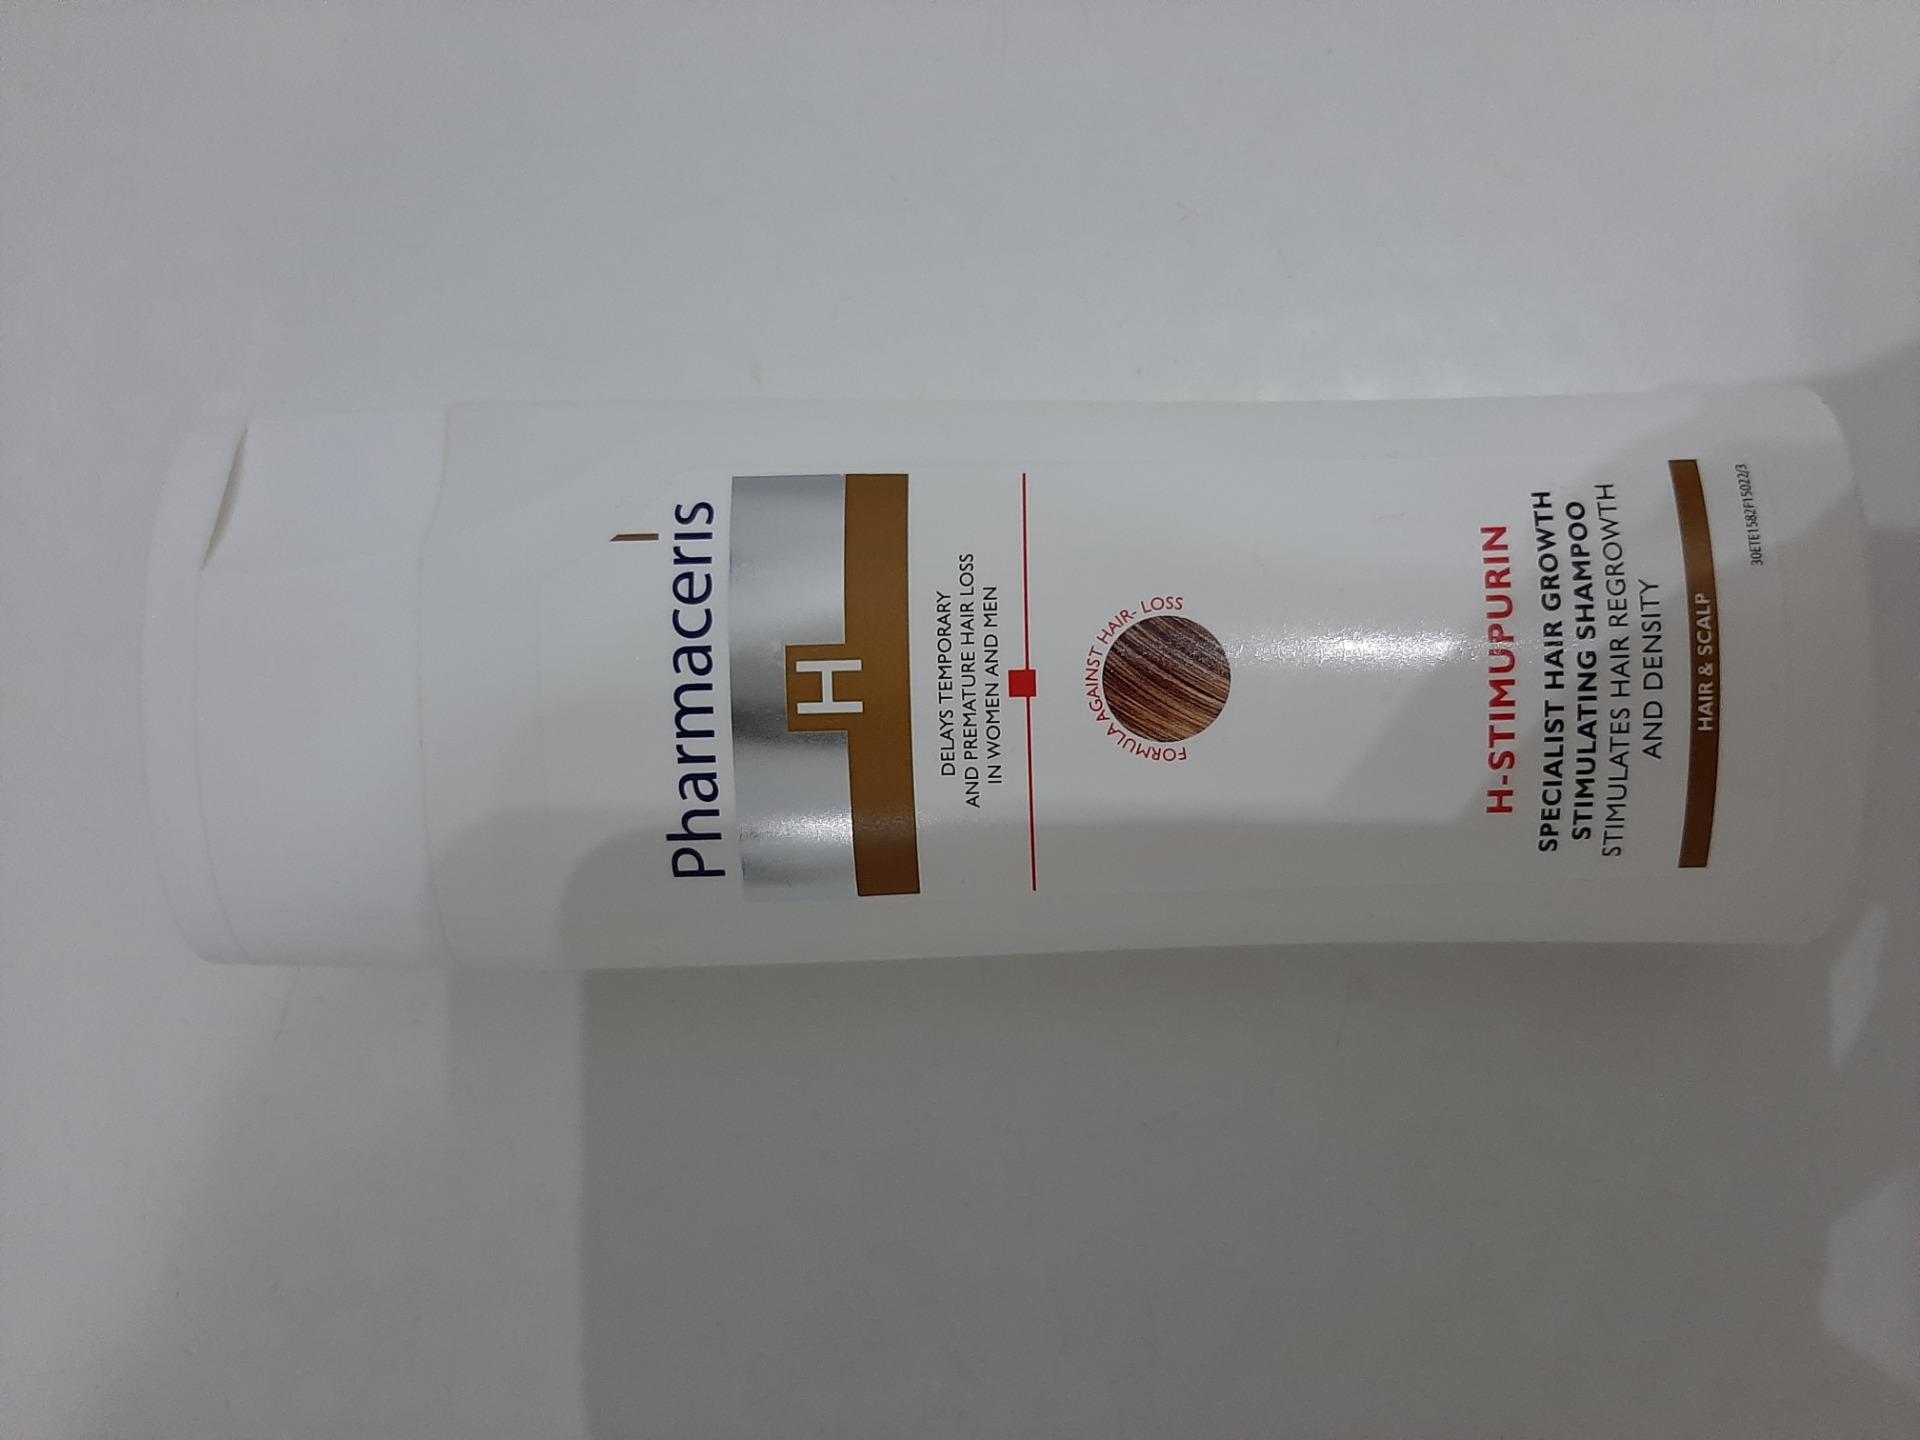 Pharmaceris
H
DELAYS TEMPORARY
AND PREMATURE HAIR LOSS
IN WOMEN AND MEN
FORMULA AGAINST HAIR- LOSS
H-STIMUPURIN
SPECIALIST HAIR GROWTH
STIMULATING SHAMPOO
STIMULATES HAIR REGROWTH
AND DENSITY
HAIR & SCALP
30ETE1582F15022/3